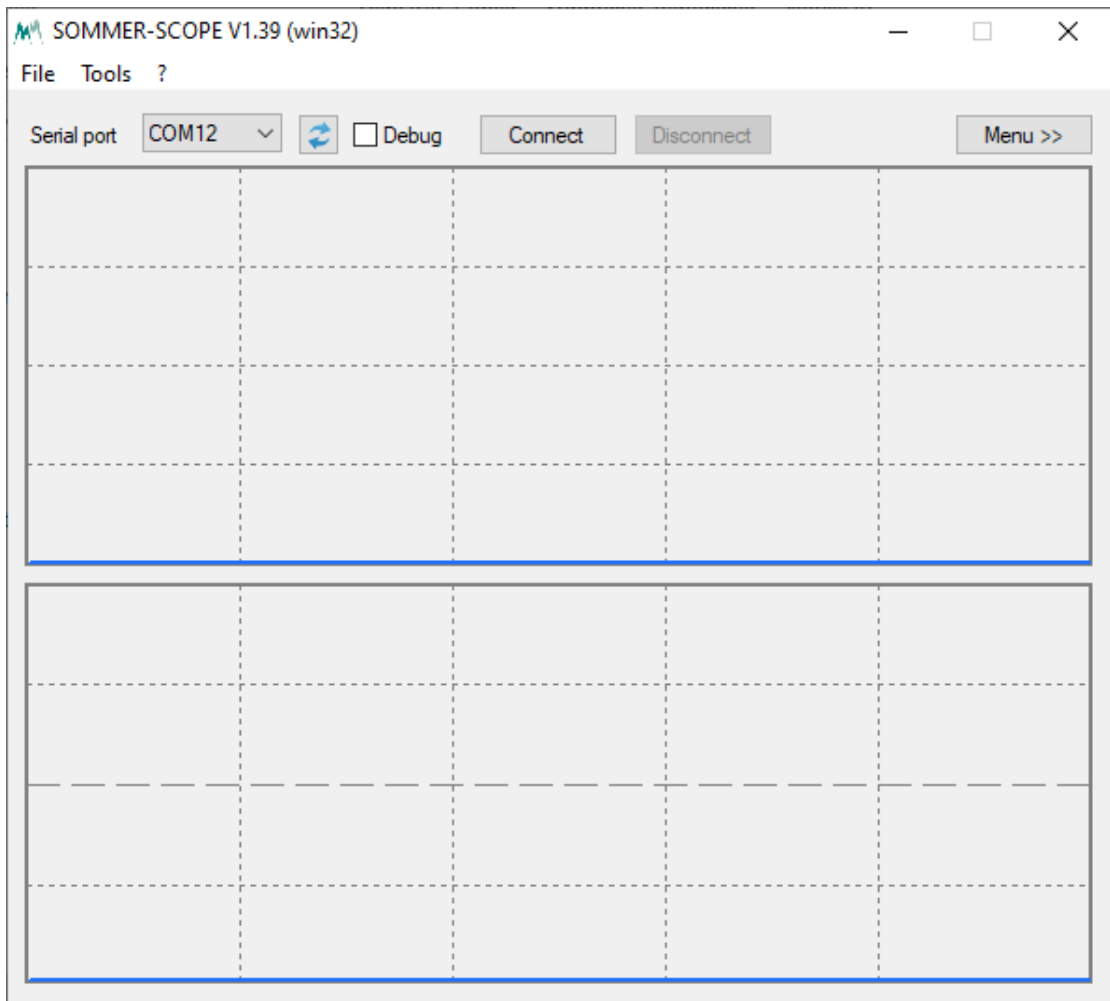 SOMMER-SCOPE V1.39 (win32)
File Tools ?
Serial port COM12 Debug Connect Disconnect Menu >>